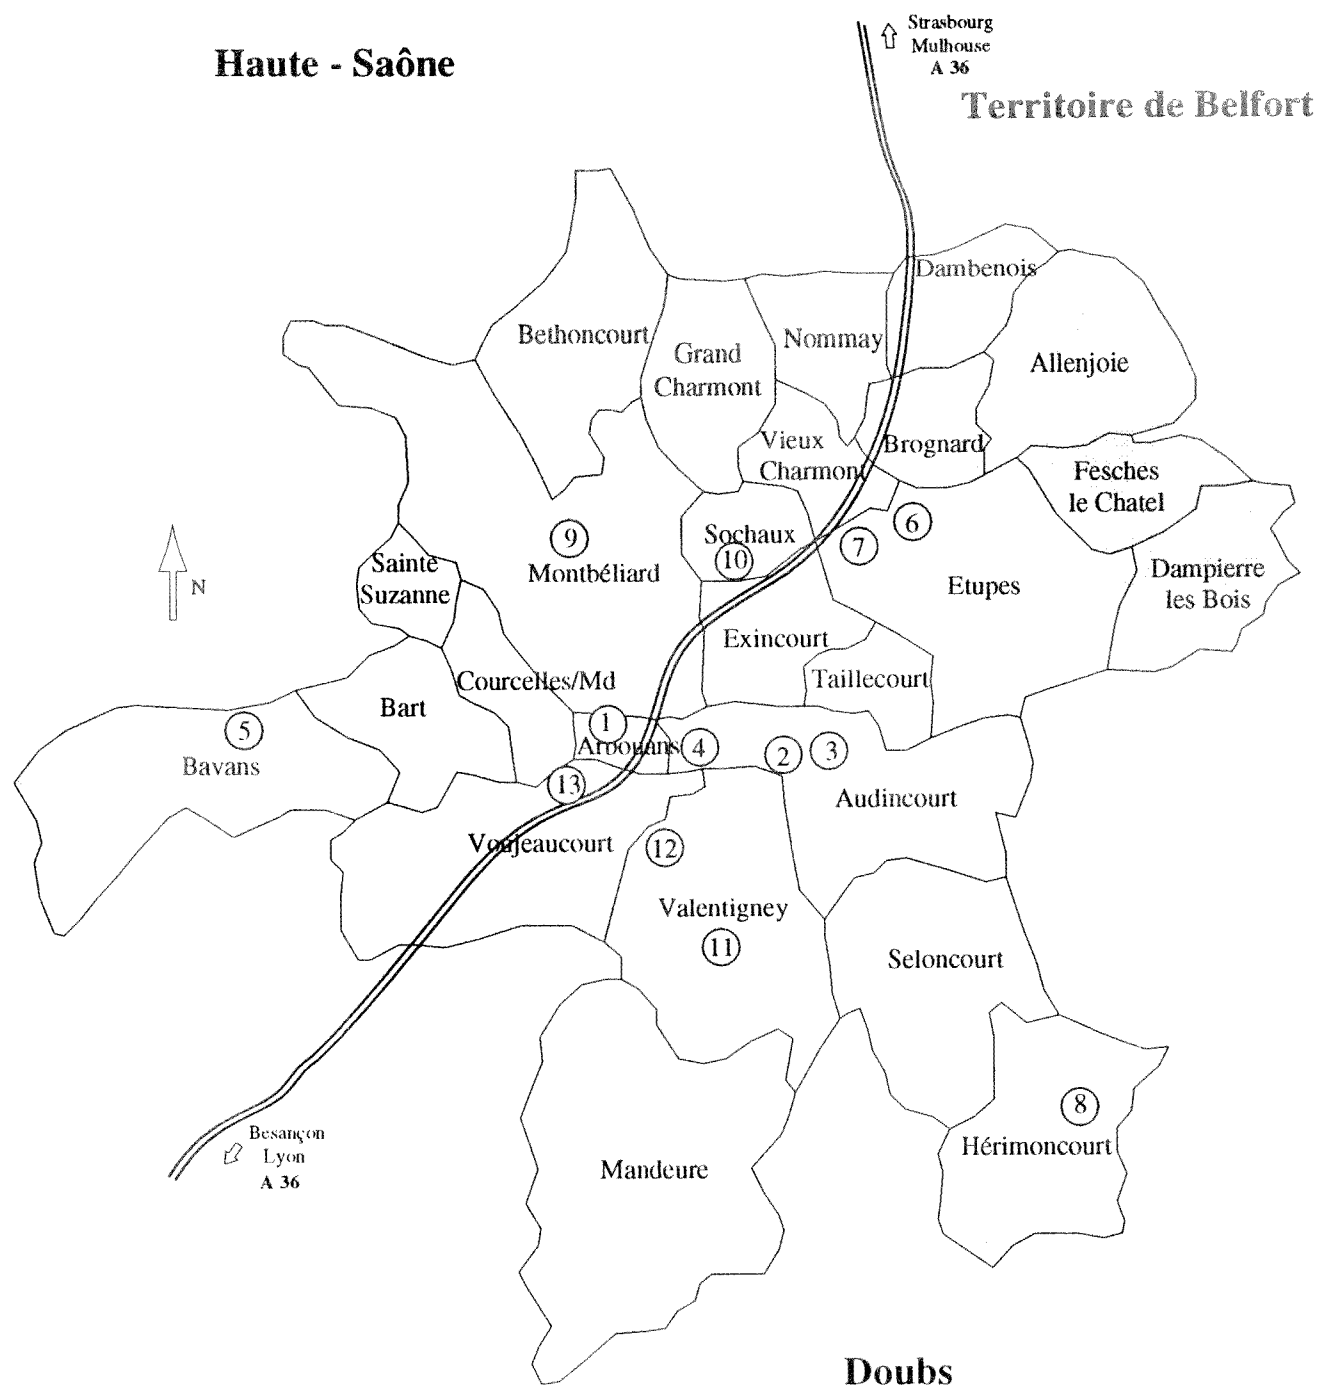 Strasbourg
Mulhouse
A 36
Haute - Saône
Territoire de Belfort
Dambenois
Bethoncourt
Nommay
Grand
Charmont
Allenjoie
Vieux
Charmont
Brognard
Fesches
le Chatel
6
Sochaux
7
9
10
Montbéliard
Sainte
Suzanne
N
Etupes
Dampierre
les Bois
Exincourt
Courcelles/Md
Taillecourt
Bart
5
Bavans
1
Arbouans
4
2
3
13
Audincourt
Voujeaucourt
12
Valentigney
11
Seloncourt
8
Hérimoncourt
Besançon
Lyon
A 36
Mandeure
Doubs